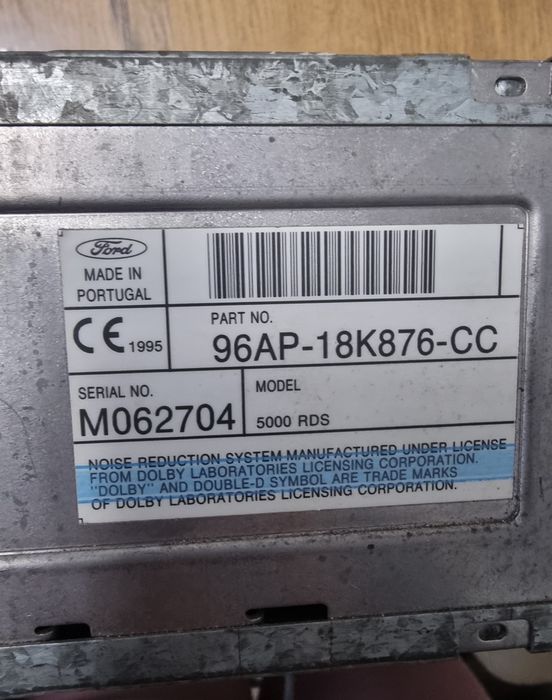 Ford
MADE IN
PORTUGAL
CE 1995
PART NO.
96AP-18K876-CC
SERIAL NO.
M062704
MODEL
5000 RDS
NOISE REDUCTION SYSTEM MANUFACTURED UNDER LICENSE
FROM DOLBY LABORATORIES LICENSING CORPORATION.
"DOLBY" AND DOUBLE-D SYMBOL ARE TRADE MARKS
OF DOLBY LABORATORIES LICENSING CORPORATION.